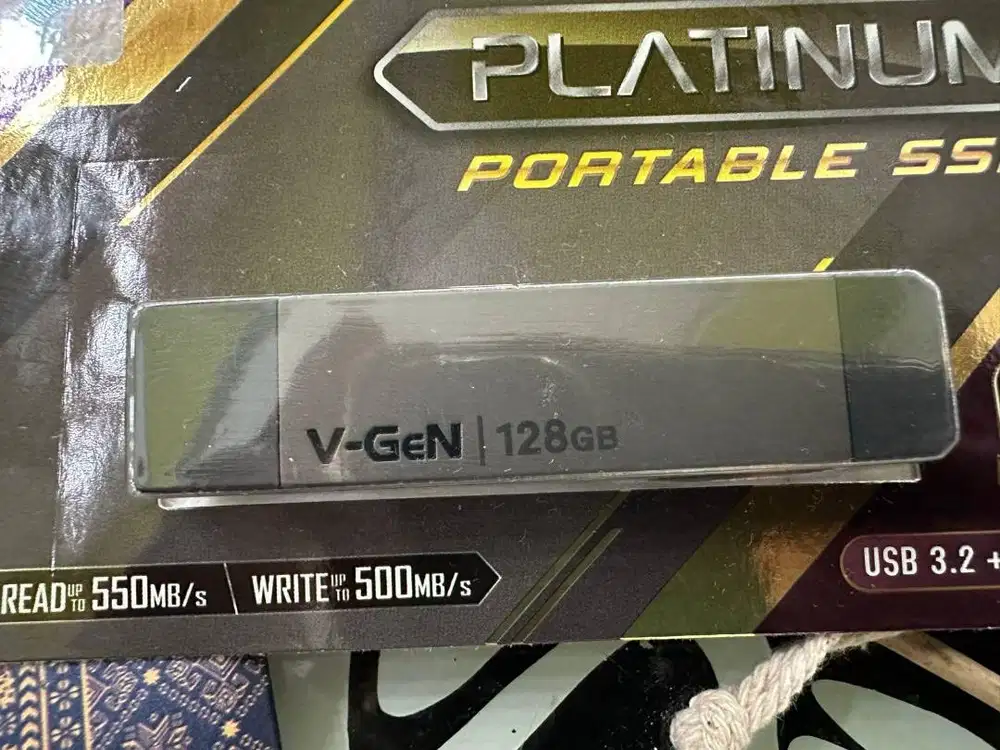 PLATINUM
PORTABLE SS
V-GeN | 128GB
READ UP TO 550MB/s | WRITE UP TO 500MB/s
USB 3.2 +